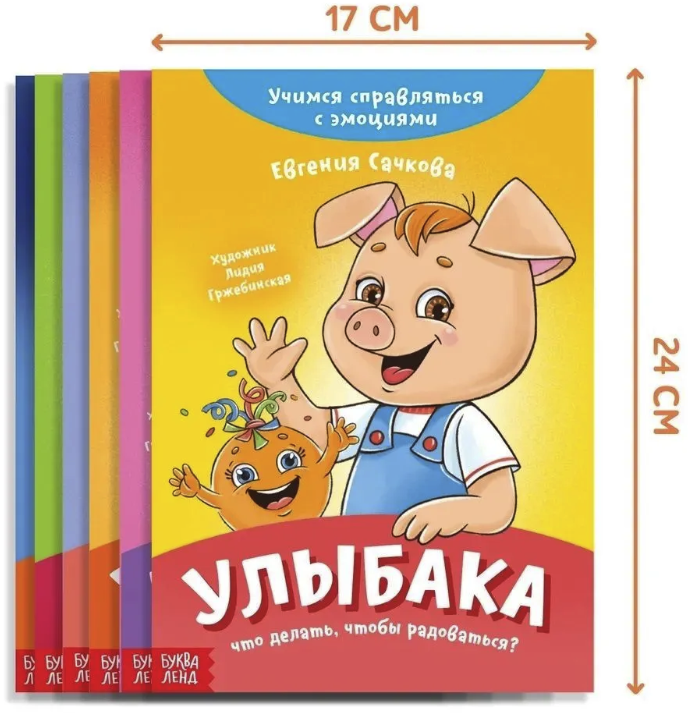 17 СМ
Учимся справляться
с эмоциями
Евгения Сачкова
Художник
Лидия
Гржебинская
24 СМ
УЛЫБАКА
что делать, чтобы радоваться?
БУКВА
ЛЕНД